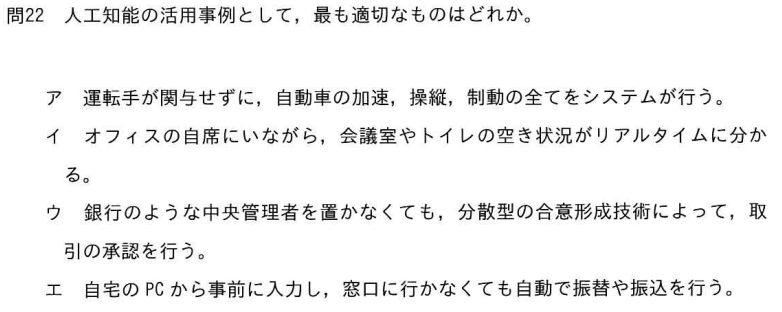 問22　人工知能の活用事例として，最も適切なものはどれか。
ア　運転手が関与せずに，自動車の加速，操縦，制動の全てをシステムが行う。
イ　オフィスの自席にいながら，会議室やトイレの空き状況がリアルタイムに分か
る。
ウ　銀行のような中央管理者を置かなくても，分散型の合意形成技術によって，取
引の承認を行う。
エ　自宅の PC から事前に入力し，窓口に行かなくても自動で振替や振込を行う。